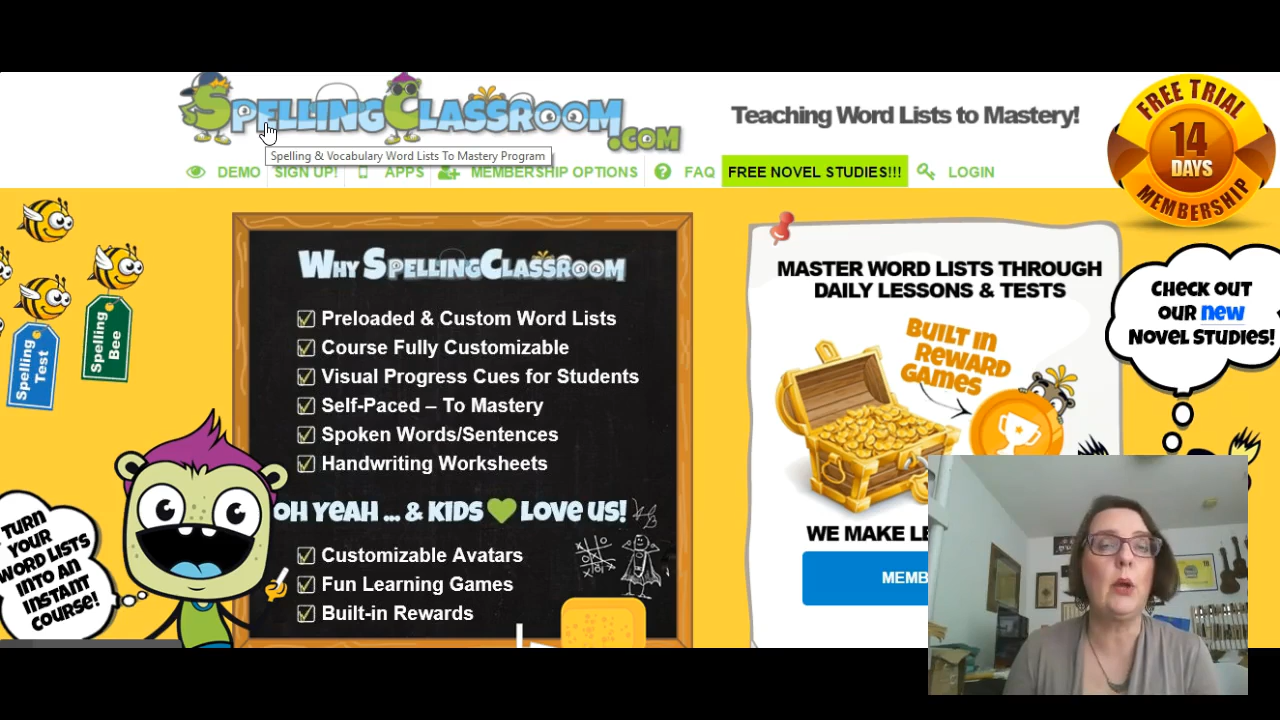 SpellingClassroom
.com
Teaching Word Lists to Mastery!
FREE TRIAL
14
DAYS
MEMBERSHIP
Spelling & Vocabulary Word Lists To Mastery Program
DEMO
SIGN UP!
APPS
MEMBERSHIP OPTIONS
FAQ
FREE NOVEL STUDIES!!!
LOGIN
Spelling
Test
Spelling
Bee
Why SpellingClassroom
Preloaded & Custom Word Lists
Course Fully Customizable
Visual Progress Cues for Students
Self-Paced – To Mastery
Spoken Words/Sentences
Handwriting Worksheets
OH YEAH ... & KIDS LOVE US!
Customizable Avatars
Fun Learning Games
Built-in Rewards
TURN
YOUR
WORD LISTS
INTO AN
INSTANT
COURSE!
MASTER WORD LISTS THROUGH
DAILY LESSONS & TESTS
BUILT IN
REWARD
GAMES
WE MAKE LE
MEMB
CHECK OUT
OUR new
NOVEL STUDIES!